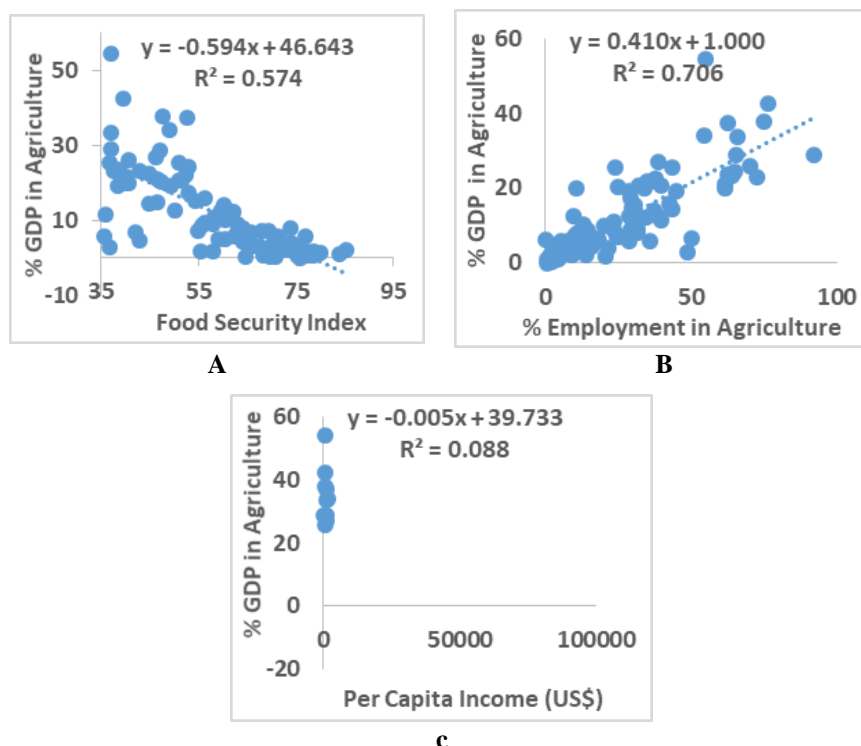 y = -0.594x + 46.643
R² = 0.574
% GDP in Agriculture
50
30
10
-10
35
55
75
95
Food Security Index
A
y = 0.410x + 1.000
R² = 0.706
% GDP in Agriculture
60
40
20
0
0
50
100
% Employment in Agriculture
B
y = -0.005x + 39.733
R² = 0.088
% GDP in Agriculture
60
40
20
0
-20
0
50000
100000
Per Capita Income (US$)
c